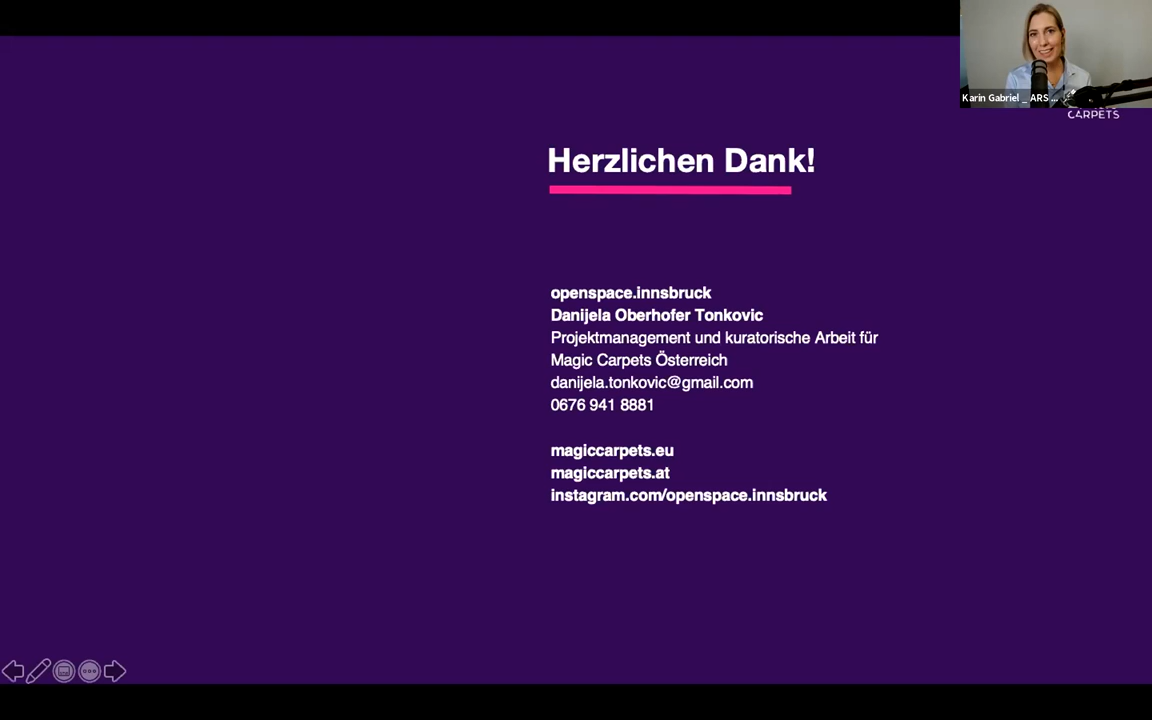 Karin Gabriel _ ARS ...
CARPETS
Herzlichen Dank!
openspace.innsbruck
Danijela Oberhofer Tonkovic
Projektmanagement und kuratorische Arbeit für
Magic Carpets Österreich
danijela.tonkovic@gmail.com
0676 941 8881
magiccarpets.eu
magiccarpets.at
instagram.com/openspace.innsbruck